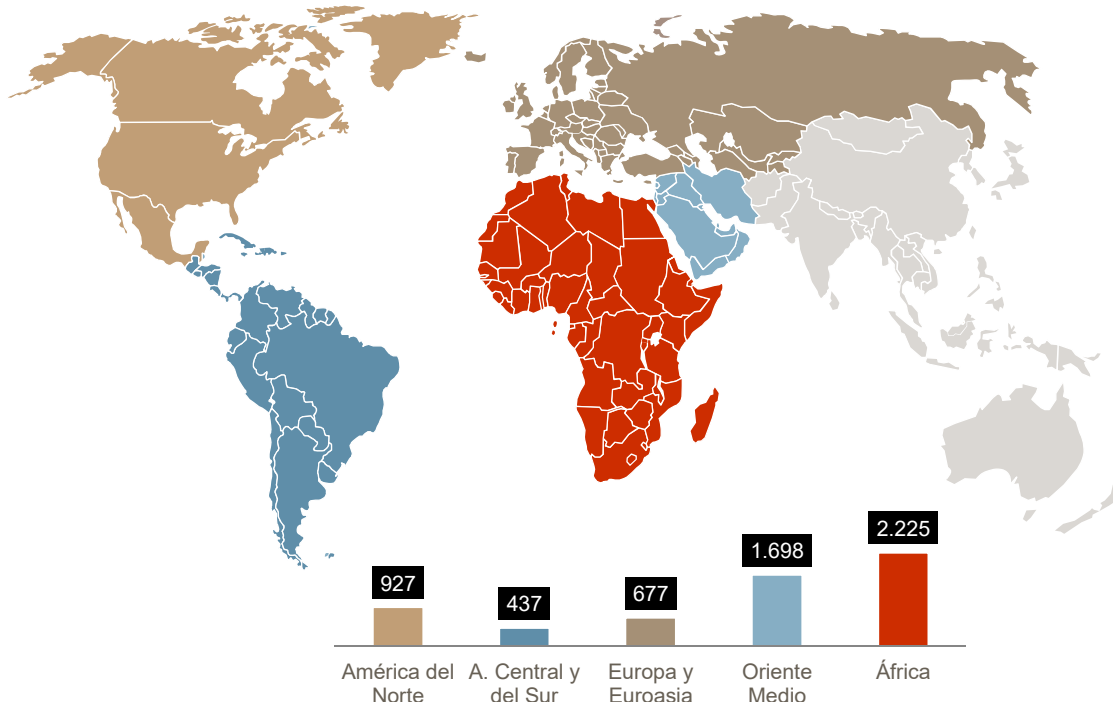 927
437
677
1.698
2.225
América del
Norte
A. Central y
del Sur
Europa y
Euroasia
Oriente
Medio
África